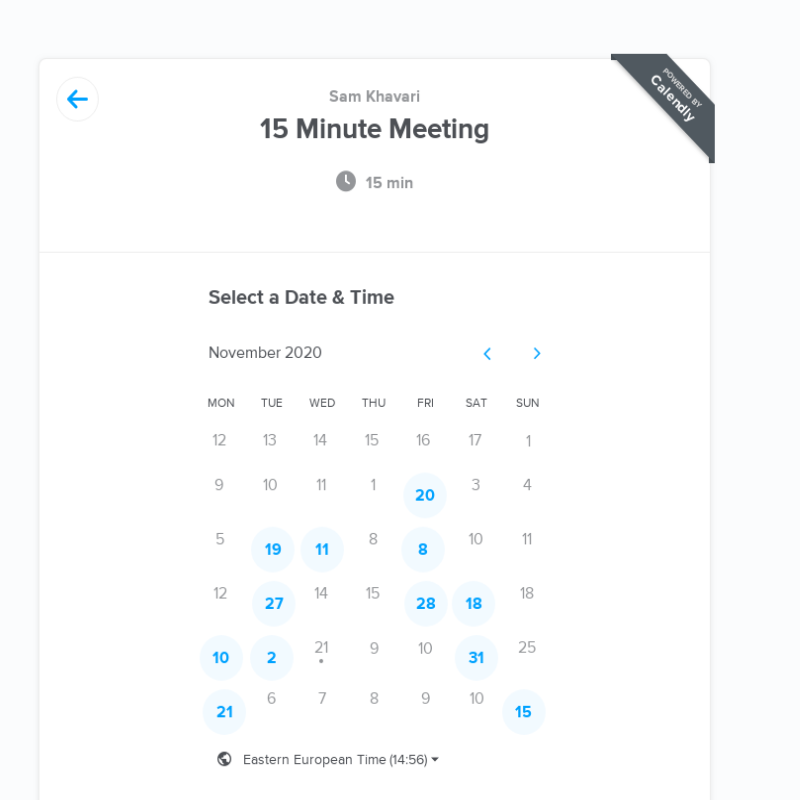 POWERED BY
Calendly
Sam Khavari
15 Minute Meeting
15 min
Select a Date & Time
November 2020
MON TUE WED THU FRI SAT SUN
12 13 14 15 16 17 1
9 10 11 1 20 3 4
5 19 11 8 8 10 11
12 27 14 15 28 18 18
10 2 21 9 10 31 25
21 6 7 8 9 10 15
Eastern European Time (14:56)